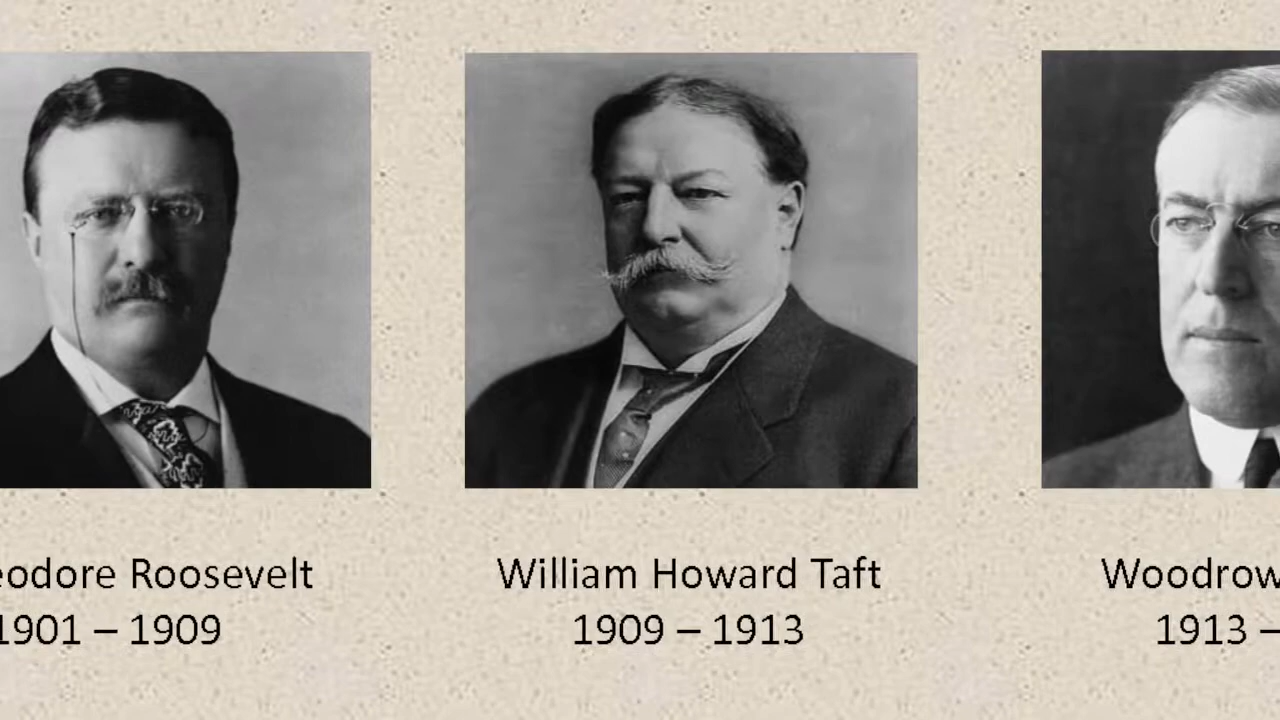 eodore Roosevelt
1901 – 1909
William Howard Taft
1909 – 1913
Woodrow
1913 –